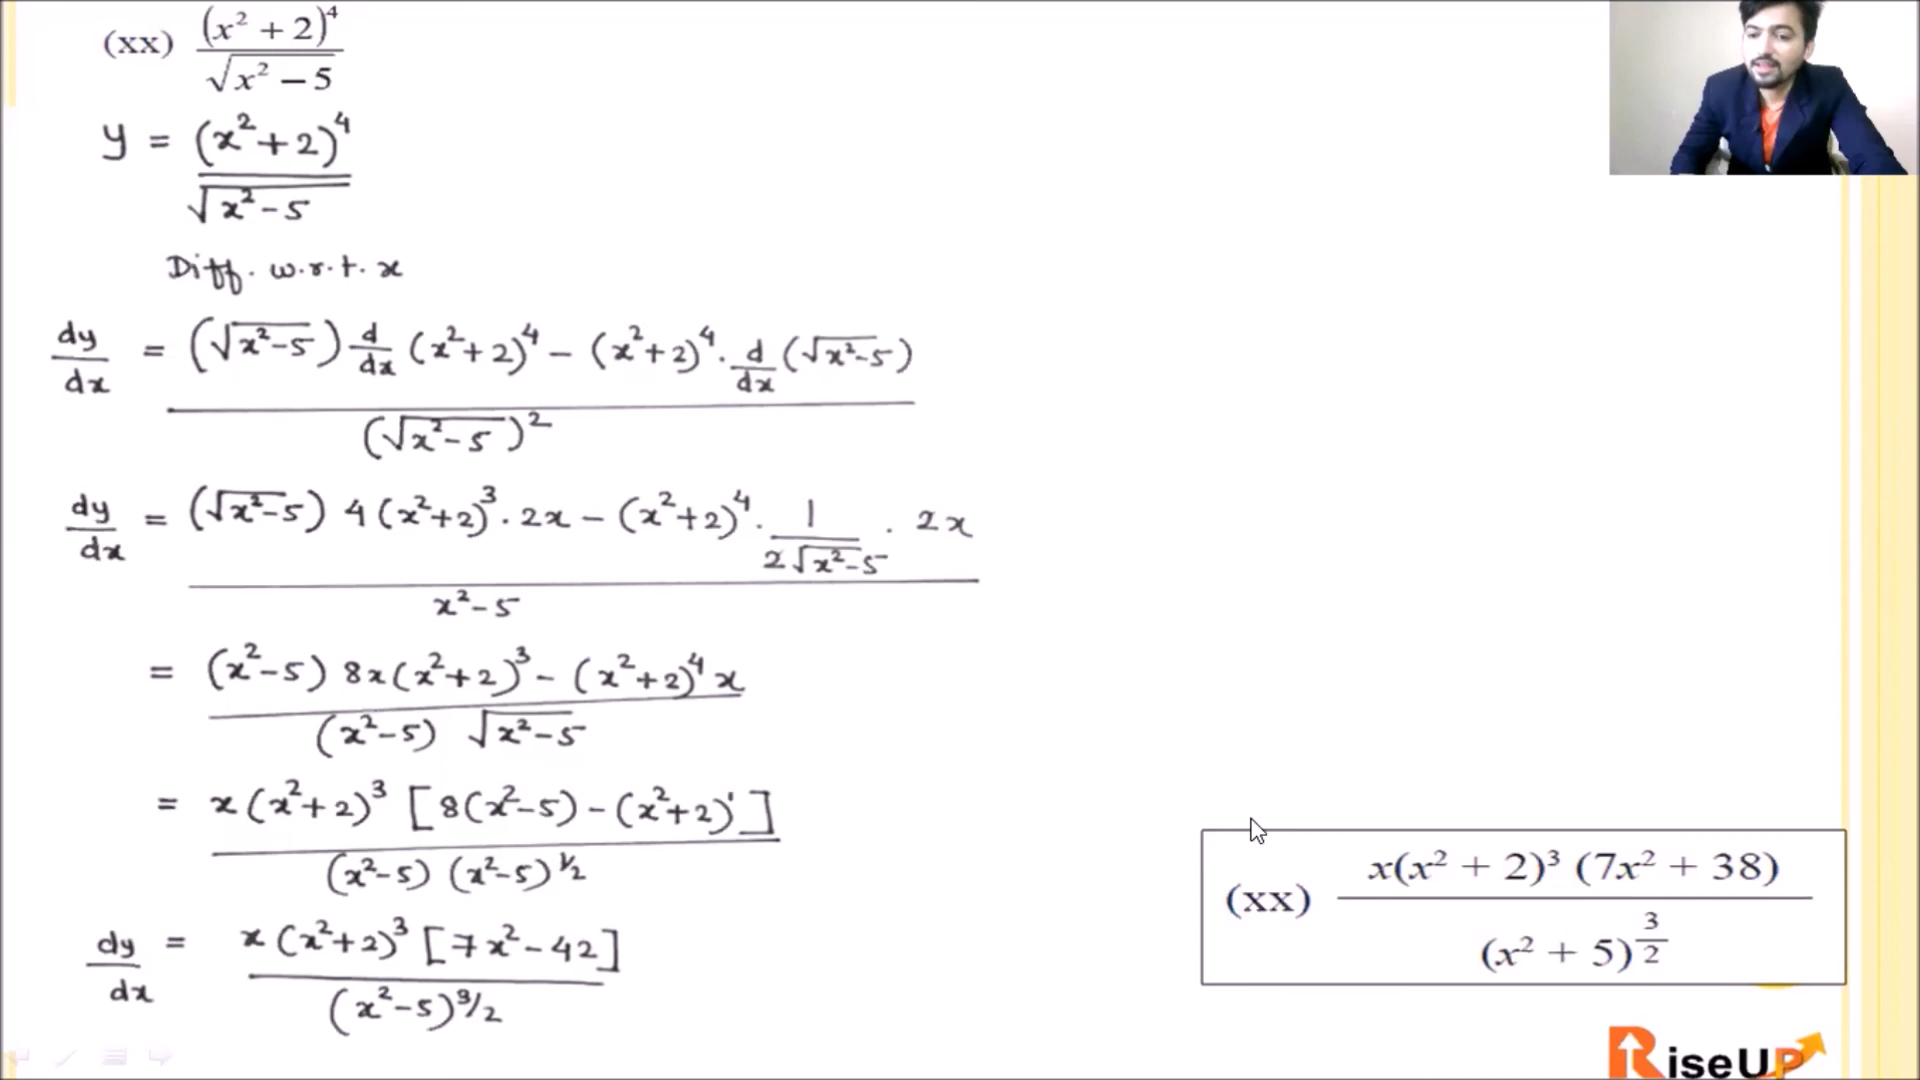 (xx) (x² + 2)⁴ / √(x² − 5)
y = (x²+2)⁴ / √(x²-5)
Diff. w.r.t. x
dy/dx = [(√(x²-5)) d/dx (x²+2)⁴ - (x²+2)⁴ · d/dx (√(x²-5))] / (√(x²-5))²
dy/dx = [(√(x²-5)) 4(x²+2)³ · 2x - (x²+2)⁴ · 1/(2√(x²-5)) · 2x] / (x²-5)
= [(x²-5) 8x(x²+2)³ - (x²+2)⁴ x] / [(x²-5) √(x²-5)]
= x(x²+2)³ [8(x²-5) - (x²+2)'] / [(x²-5) (x²-5)^1/2]
dy/dx = x(x²+2)³ [7x²-42] / (x²-5)^3/2
(xx) x(x² + 2)³ (7x² + 38) / (x² + 5)^3/2
RiseUP